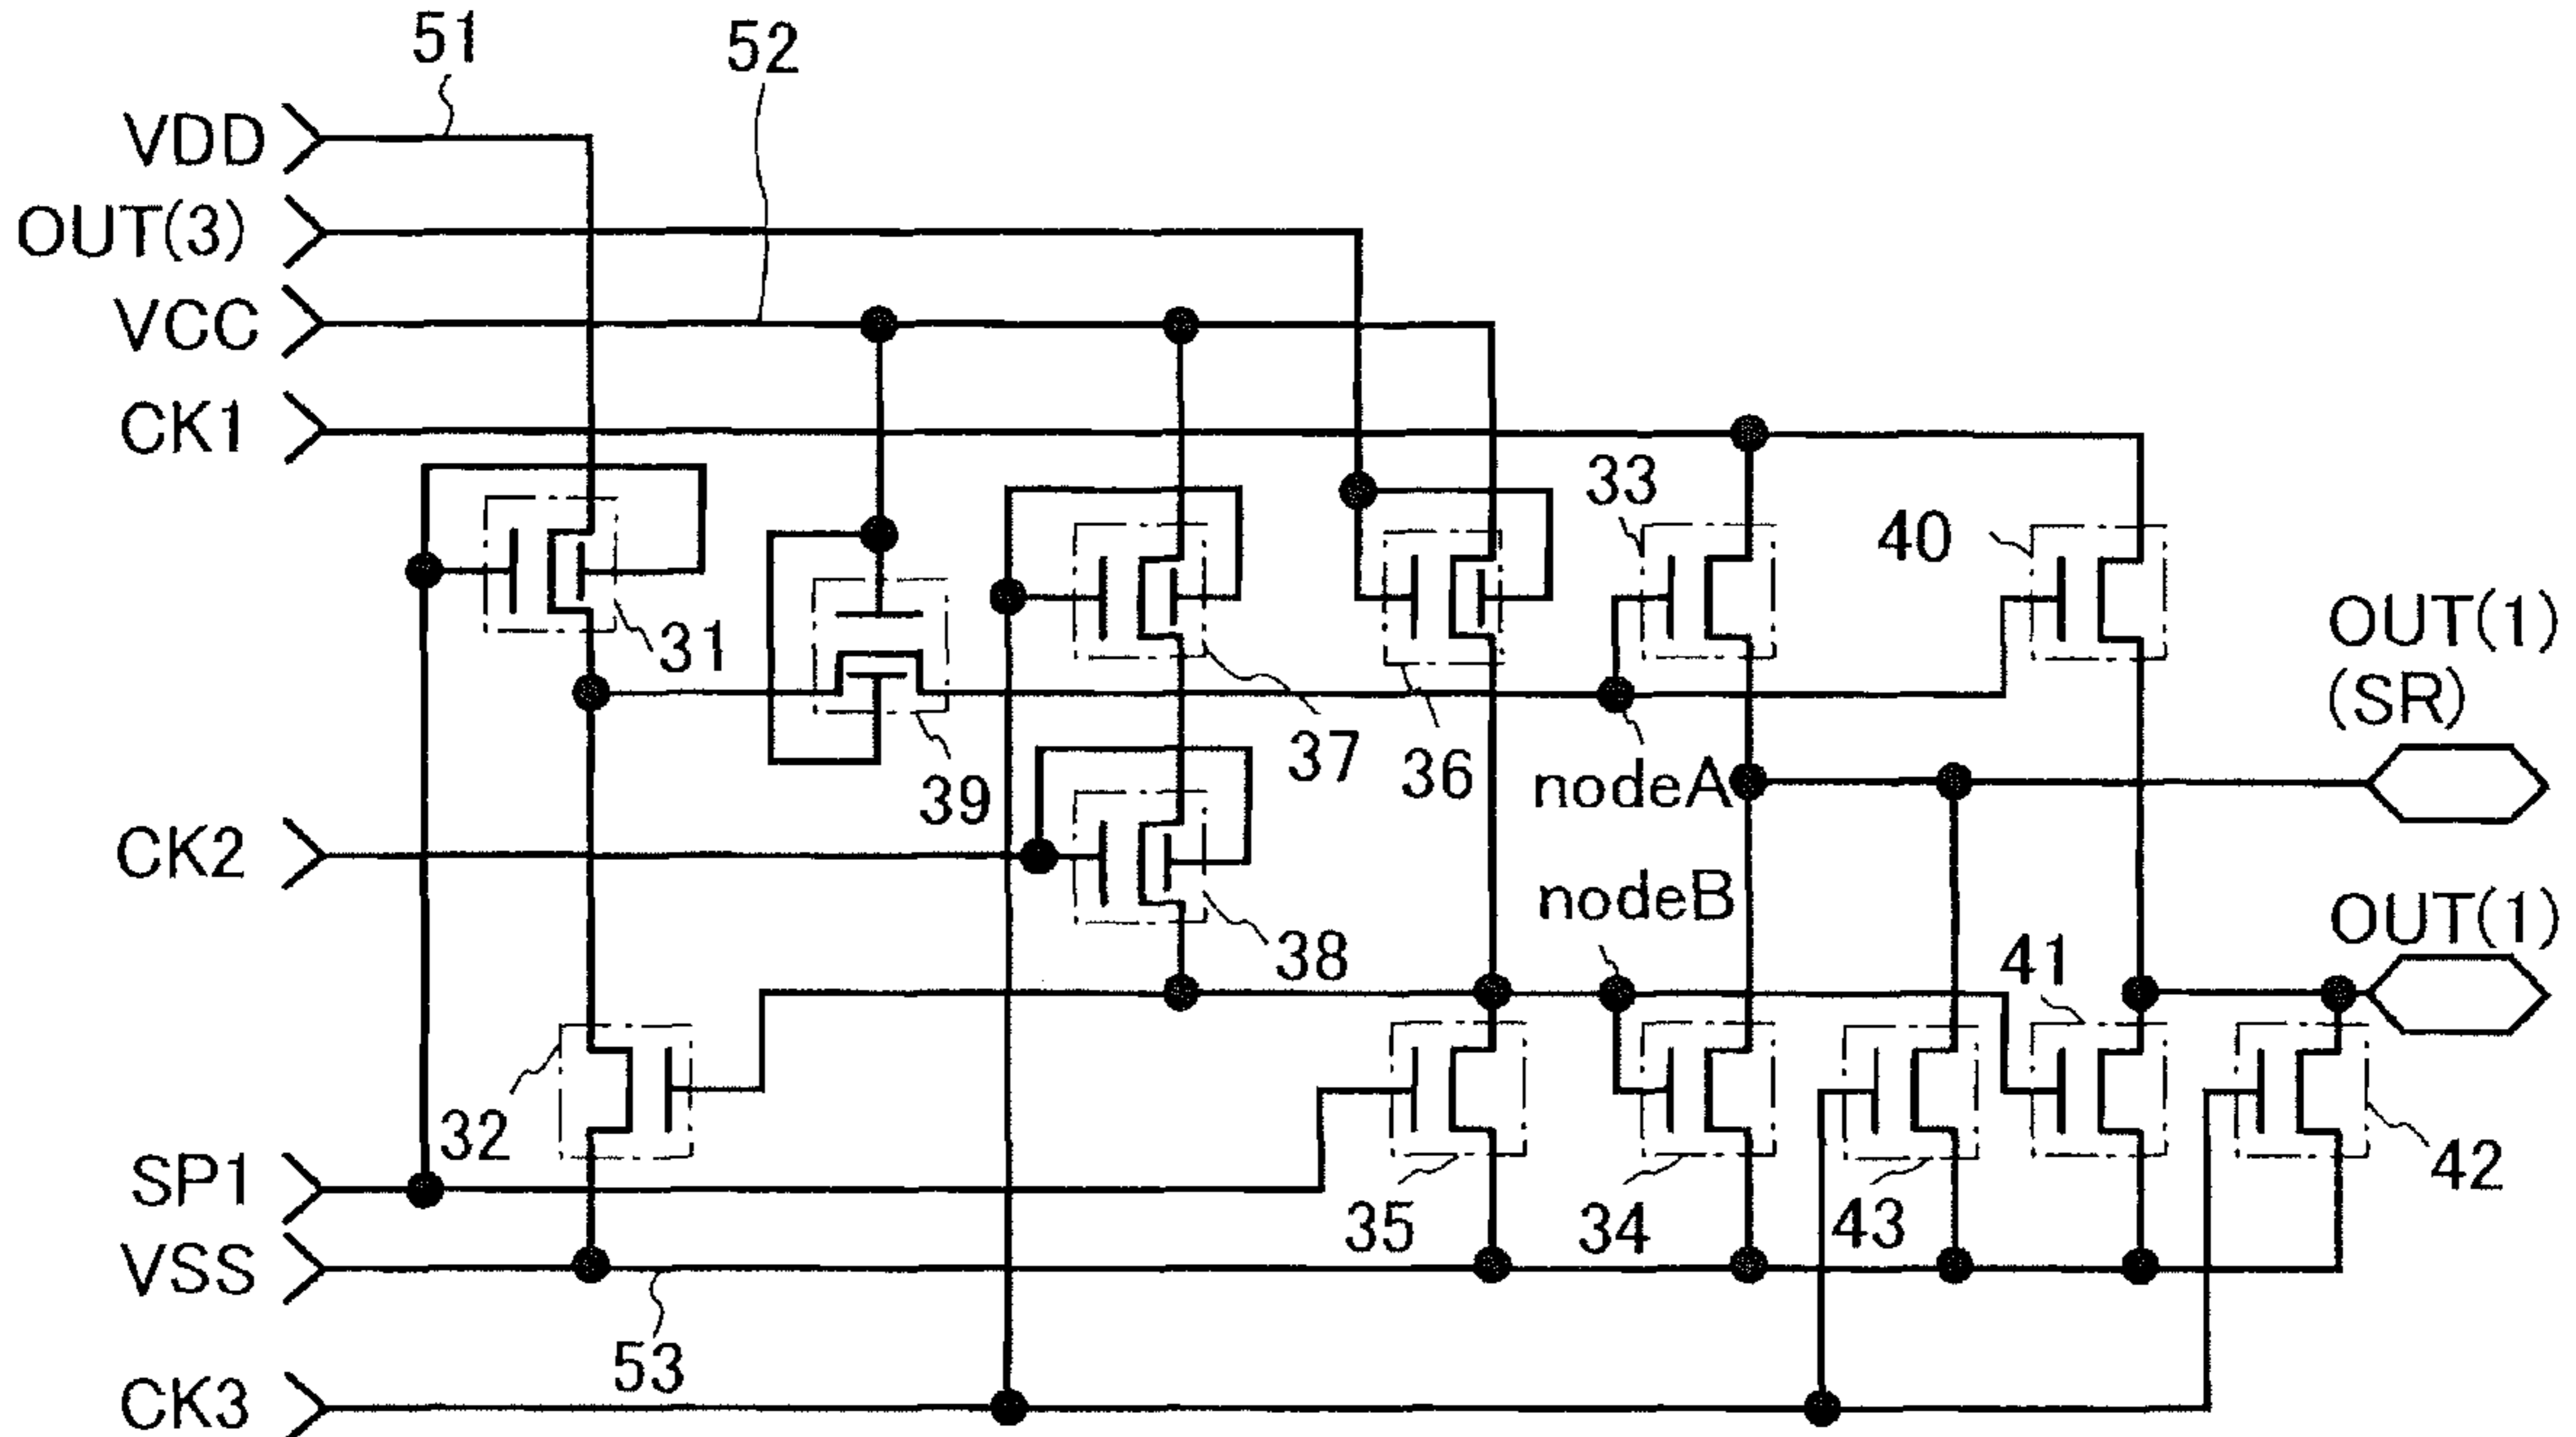 51
52
VDD
OUT(3)
VCC
CK1
33
40
OUT(1)
(SR)
31
37
36
39
nodeA
CK2
nodeB
OUT(1)
38
41
32
SP1
35
34
43
42
VSS
53
CK3